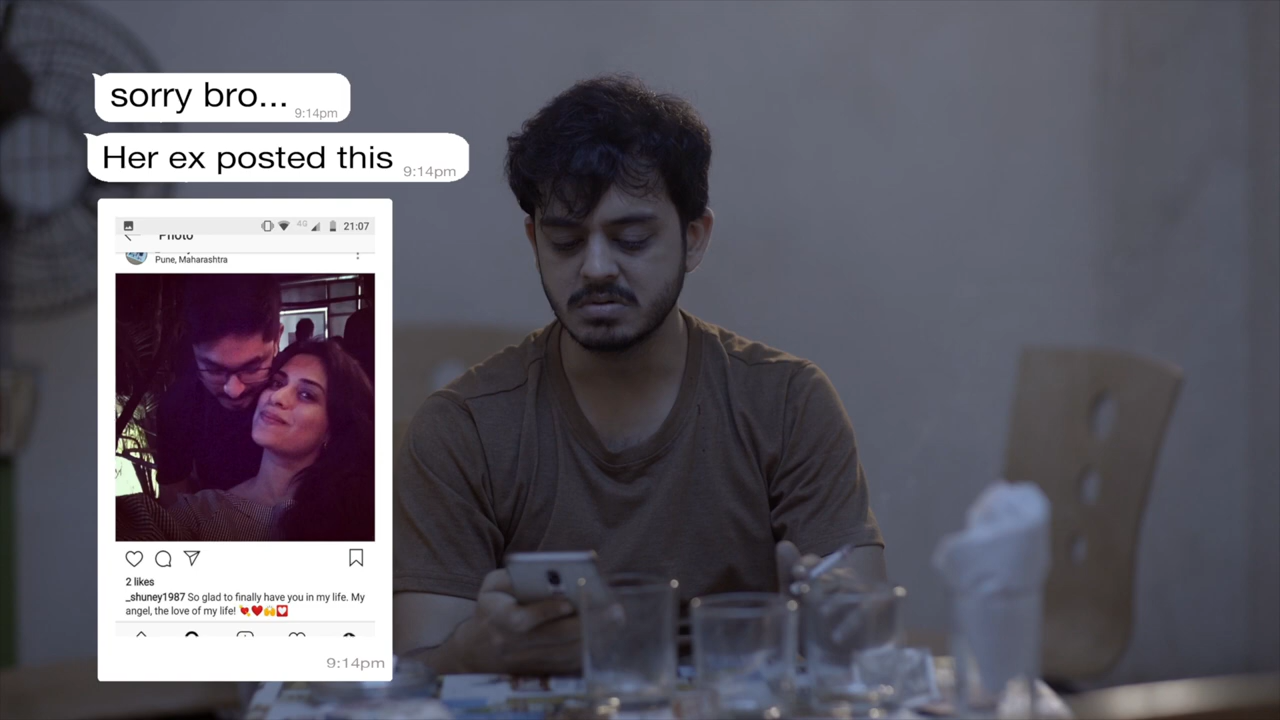 sorry bro...
9:14pm
Her ex posted this
9:14pm
4G
21:07
Photo
Pune, Maharashtra
2 likes
_shuney1987 So glad to finally have you in my life. My
angel, the love of my life! 💘❤️🙌💟
9:14pm